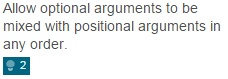 Allow optional arguments to be
mixed with positional arguments in
any order.
2